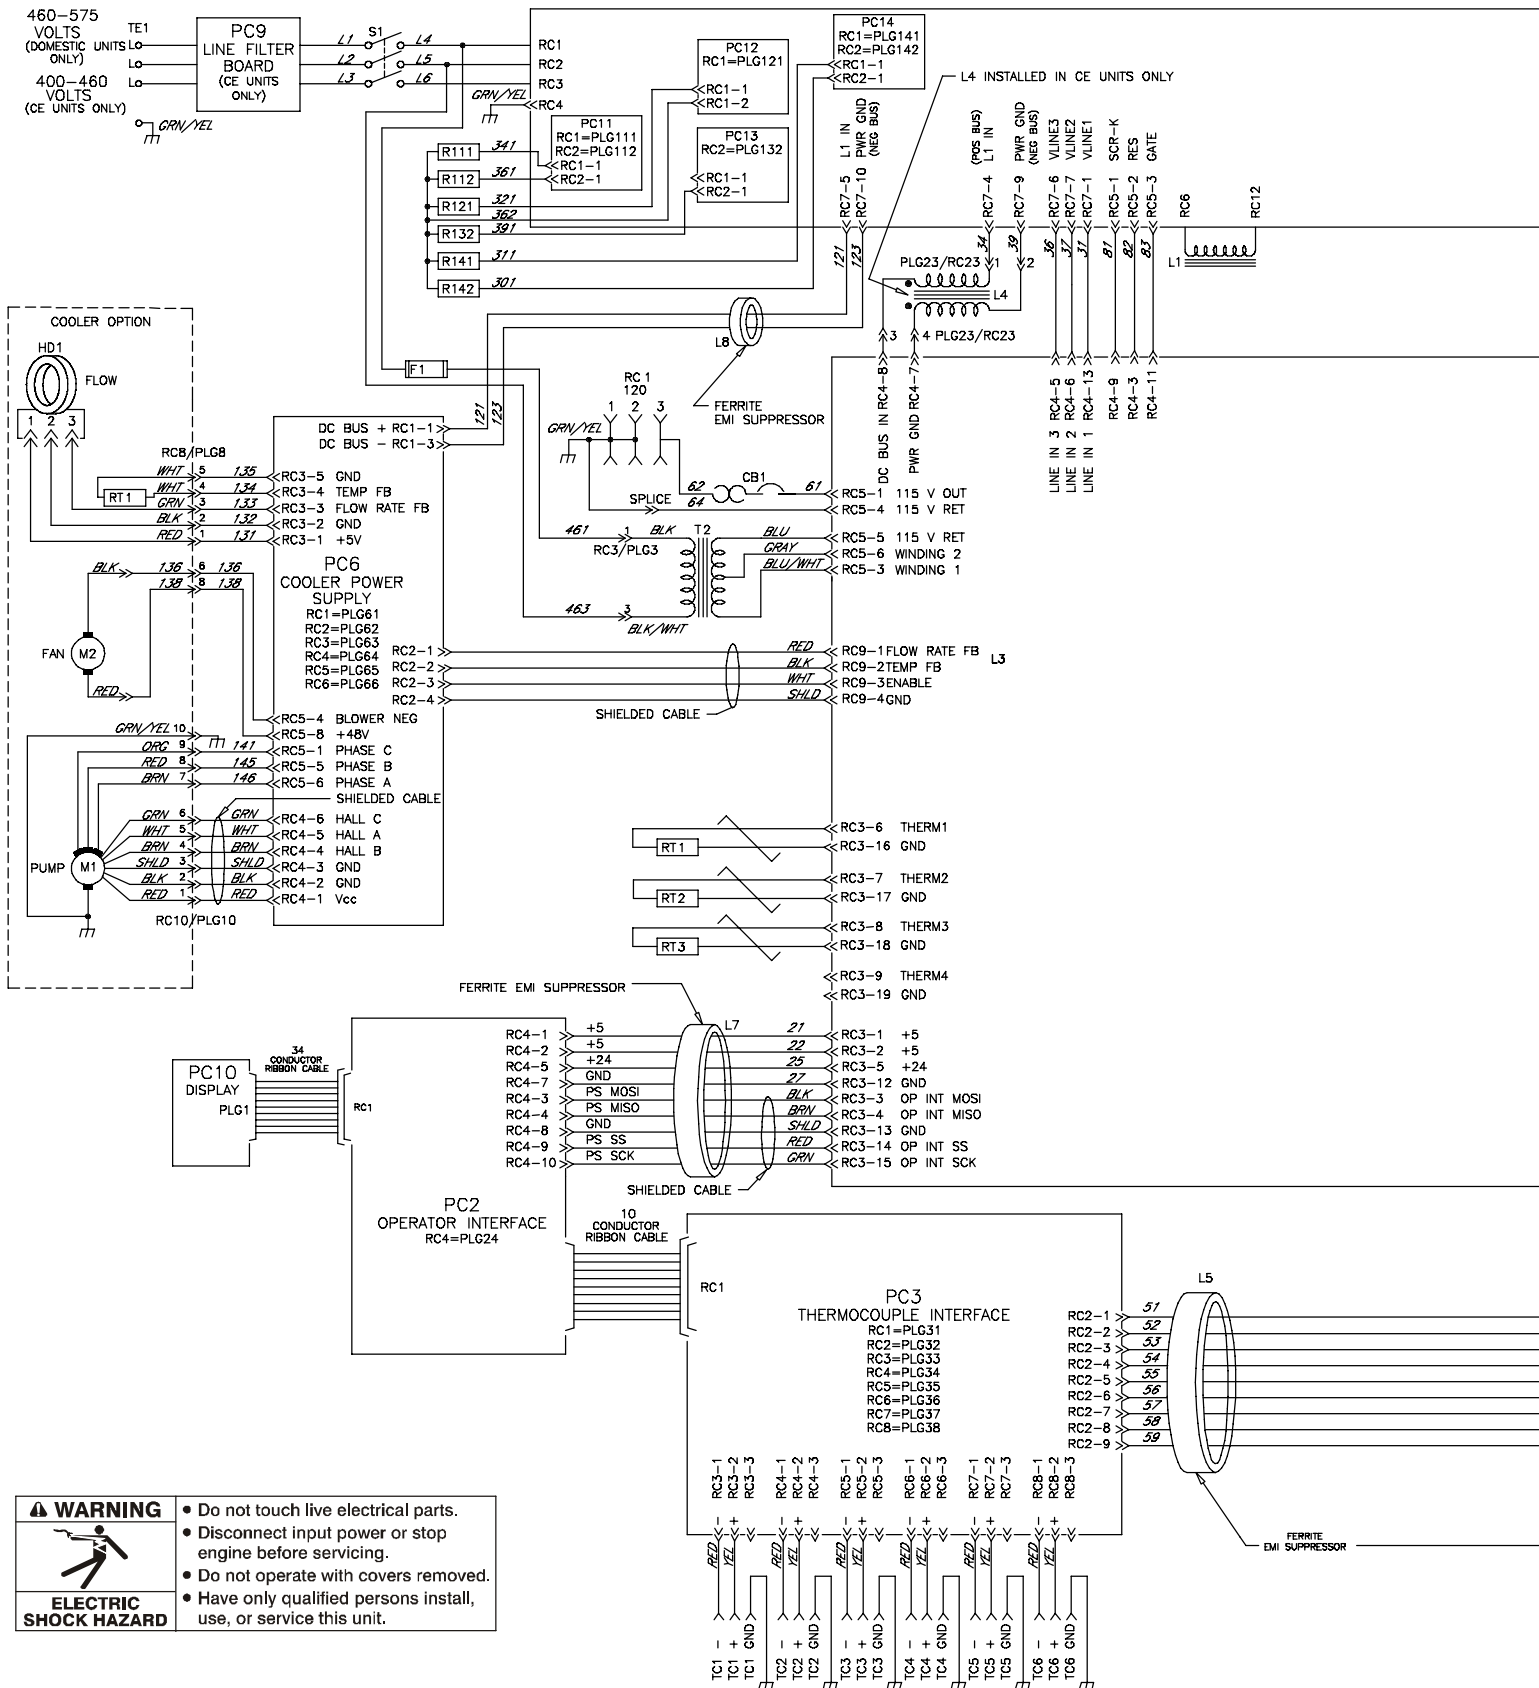 460-575
VOLTS
(DOMESTIC UNITS
ONLY)
400-460
VOLTS
(CE UNITS ONLY)
TE1
L
L
L
GRN/YEL
PC9
LINE FILTER
BOARD
(CE UNITS
ONLY)
L1
L2
L3
S1
L4
L5
L6
RC1
RC2
RC3
GRN/YEL
RC4
PC11
RC1=PLG111
RC2=PLG112
RC1-1
RC2-1
PC12
RC1=PLG121
RC1-1
RC1-2
PC13
RC2=PLG132
RC1-1
RC2-1
PC14
RC1=PLG141
RC2=PLG142
RC1-1
RC2-1
R111 341
R112 361
R121 321
362
R132 391
R141 311
R142 301
L4 INSTALLED IN CE UNITS ONLY
RC7-5 L1 IN
RC7-10 PWR GND
(NEG BUS)
121
123
(POS BUS)
RC7-4 L1 IN
RC7-9 PWR GND
(NEG BUS)
RC7-6 VLINE3
RC7-7 VLINE2
RC7-1 VLINE1
RC5-1 SCR-K
RC5-2 RES
RC5-3 GATE
34
39
36
37
31
81
82
83
RC6
RC12
L1
PLG23/RC23 1
2
L4
3
4 PLG23/RC23
DC BUS IN RC4-8
PWR GND RC4-7
LINE IN 3 RC4-5
LINE IN 2 RC4-6
LINE IN 1 RC4-13
RC4-9
RC4-3
RC4-11
L8
FERRITE
EMI SUPPRESSOR
F1
RC 1
120
1 2 3
GRN/YEL
62
64
CB1
61
SPLICE
RC5-1 115 V OUT
RC5-4 115 V RET
461
1 BLK
RC3/PLG3
T2
BLU
GRAY
BLU/WHT
RC5-5 115 V RET
RC5-6 WINDING 2
RC5-3 WINDING 1
463
3
BLK/WHT
COOLER OPTION
HD1
FLOW
1 2 3
RC8/PLG8
RT1
WHT 5 135
WHT 4 134
GRN 3 133
BLK 2 132
RED 1 131
BLK 136 6 136
138 8 138
FAN
M2
RED
DC BUS + RC1-1
DC BUS - RC1-3
121
123
RC3-5 GND
RC3-4 TEMP FB
RC3-3 FLOW RATE FB
RC3-2 GND
RC3-1 +5V
PC6
COOLER POWER
SUPPLY
RC1=PLG61
RC2=PLG62
RC3=PLG63
RC4=PLG64
RC5=PLG65
RC6=PLG66
RC2-1
RC2-2
RC2-3
RC2-4
RED
BLK
WHT
SHLD
RC9-1 FLOW RATE FB
RC9-2 TEMP FB
RC9-3 ENABLE
RC9-4 GND
L3
SHIELDED CABLE
RC5-4 BLOWER NEG
RC5-8 +48V
RC5-1 PHASE C
RC5-5 PHASE B
RC5-6 PHASE A
GRN/YEL 10
ORG 9 141
RED 8 145
BRN 7 146
SHIELDED CABLE
GRN 6 GRN RC4-6 HALL C
WHT 5 WHT RC4-5 HALL A
BRN 4 BRN RC4-4 HALL B
SHLD 3 SHLD RC4-3 GND
BLK 2 BLK RC4-2 GND
RED 1 RED RC4-1 Vcc
PUMP
M1
RC10/PLG10
RT1
RC3-6 THERM1
RC3-16 GND
RT2
RC3-7 THERM2
RC3-17 GND
RT3
RC3-8 THERM3
RC3-18 GND
RC3-9 THERM4
RC3-19 GND
FERRITE EMI SUPPRESSOR
L7
RC4-1 +5 21 RC3-1 +5
RC4-2 +5 22 RC3-2 +5
RC4-5 +24 25 RC3-5 +24
RC4-7 GND 27 RC3-12 GND
RC4-3 PS MOSI BLK RC3-3 OP INT MOSI
RC4-4 PS MISO BRN RC3-4 OP INT MISO
RC4-8 GND SHLD RC3-13 GND
RC4-9 PS SS RED RC3-14 OP INT SS
RC4-10 PS SCK GRN RC3-15 OP INT SCK
SHIELDED CABLE
PC10
DISPLAY
PLG1
34
CONDUCTOR
RIBBON CABLE
RC1
PC2
OPERATOR INTERFACE
RC4=PLG24
10
CONDUCTOR
RIBBON CABLE
RC1
PC3
THERMOCOUPLE INTERFACE
RC1=PLG31
RC2=PLG32
RC3=PLG33
RC4=PLG34
RC5=PLG35
RC6=PLG36
RC7=PLG37
RC8=PLG38
RC2-1 51
RC2-2 52
RC2-3 53
RC2-4 54
RC2-5 55
RC2-6 56
RC2-7 57
RC2-8 58
RC2-9 59
L5
FERRITE
EMI SUPPRESSOR
RC3-1 - RED TC1 -
RC3-2 + YEL TC1 +
RC3-3 TC1 GND
RC4-1 - RED TC2 -
RC4-2 + YEL TC2 +
RC4-3 TC2 GND
RC5-1 - RED TC3 -
RC5-2 + YEL TC3 +
RC5-3 TC3 GND
RC6-1 - RED TC4 -
RC6-2 + YEL TC4 +
RC6-3 TC4 GND
RC7-1 - RED TC5 -
RC7-2 + YEL TC5 +
RC7-3 TC5 GND
RC8-1 - RED TC6 -
RC8-2 + YEL TC6 +
RC8-3 TC6 GND
WARNING
ELECTRIC
SHOCK HAZARD
• Do not touch live electrical parts.
• Disconnect input power or stop
engine before servicing.
• Do not operate with covers removed.
• Have only qualified persons install,
use, or service this unit.